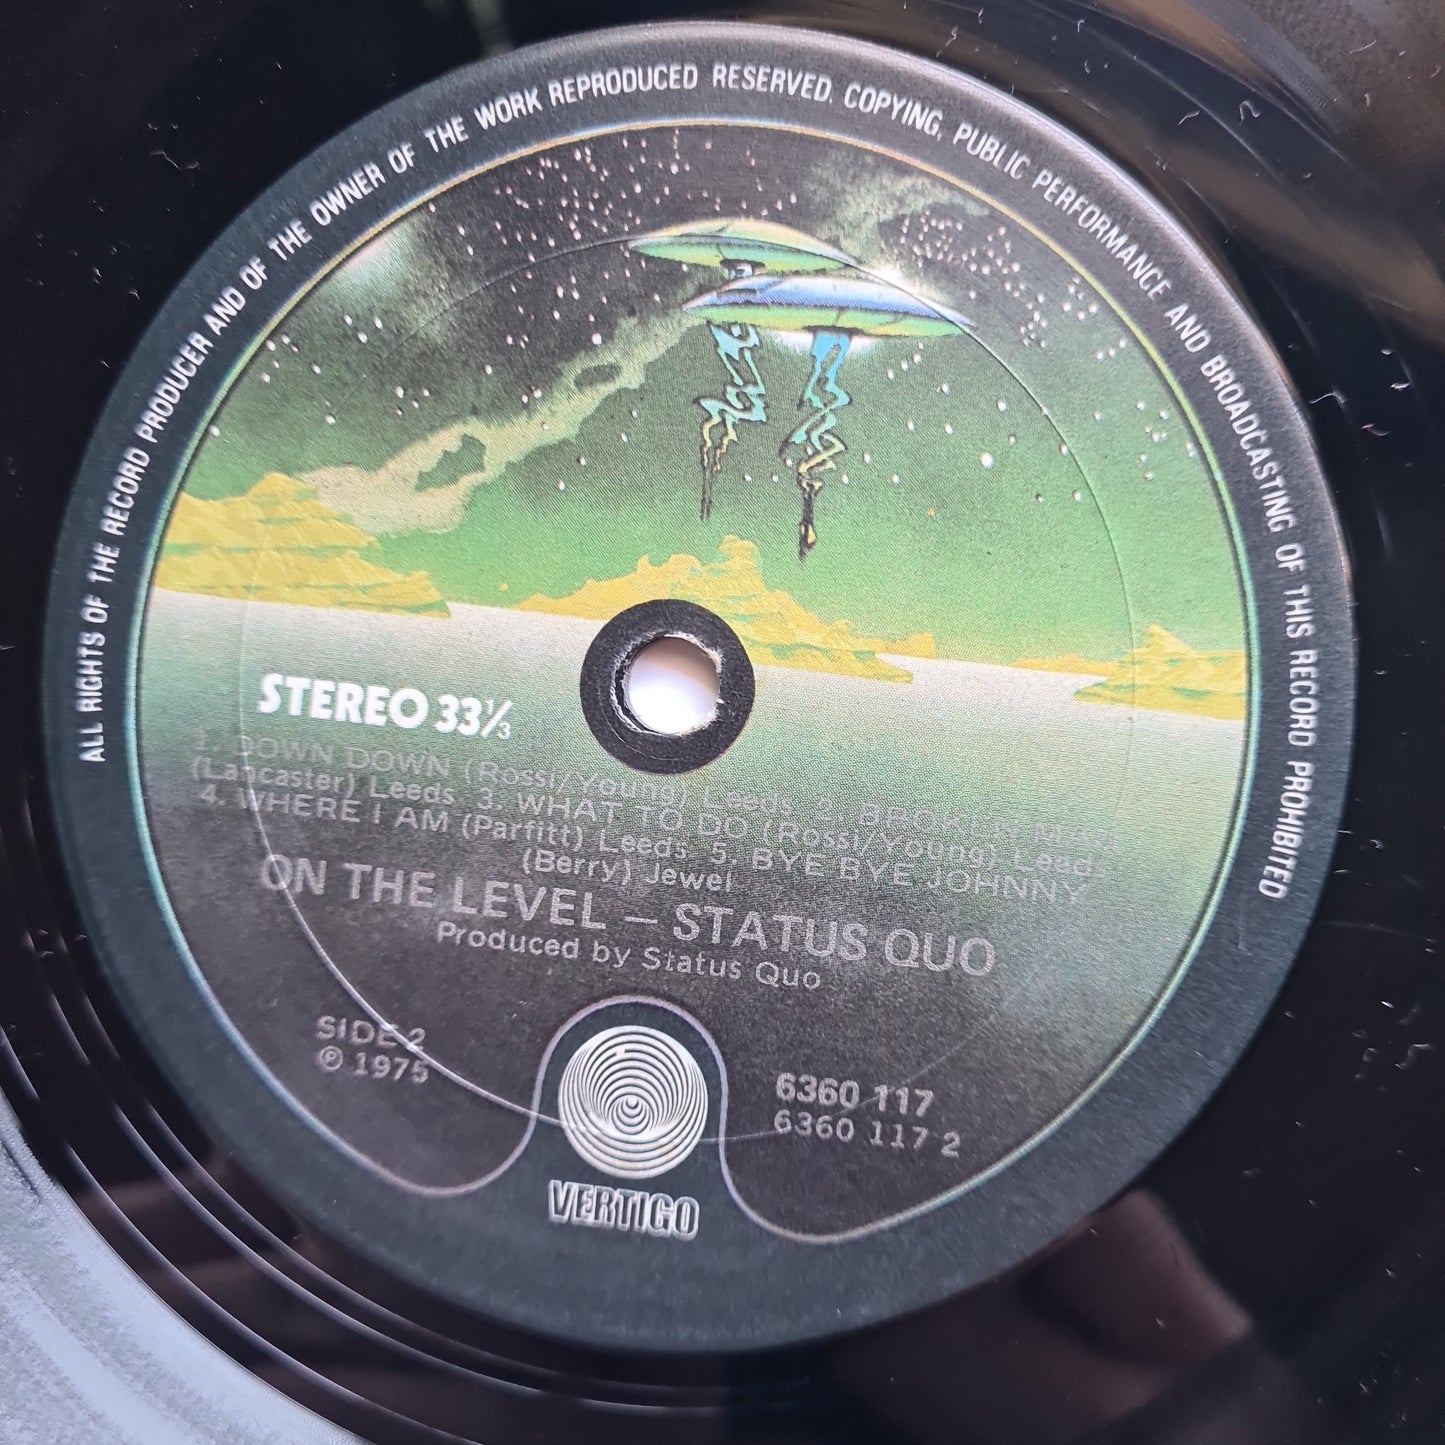 ALL RIGHTS OF THE RECORD PRODUCER AND OF THE OWNER OF THE WORK REPRODUCED RESERVED. COPYING, PUBLIC PERFORMANCE AND BROADCASTING OF THIS RECORD PROHIBITED
STEREO 33⅓
1. DOWN DOWN (Rossi/Young) Leeds 2. BROKEN MAN
(Lancaster) Leeds 3. WHAT TO DO (Rossi/Young) Leeds
4. WHERE I AM (Parfitt) Leeds 5. BYE BYE JOHNNY
(Berry) Jewel
ON THE LEVEL – STATUS QUO
Produced by Status Quo
SIDE 2
℗ 1975
6360 117
6360 117 2
VERTIGO